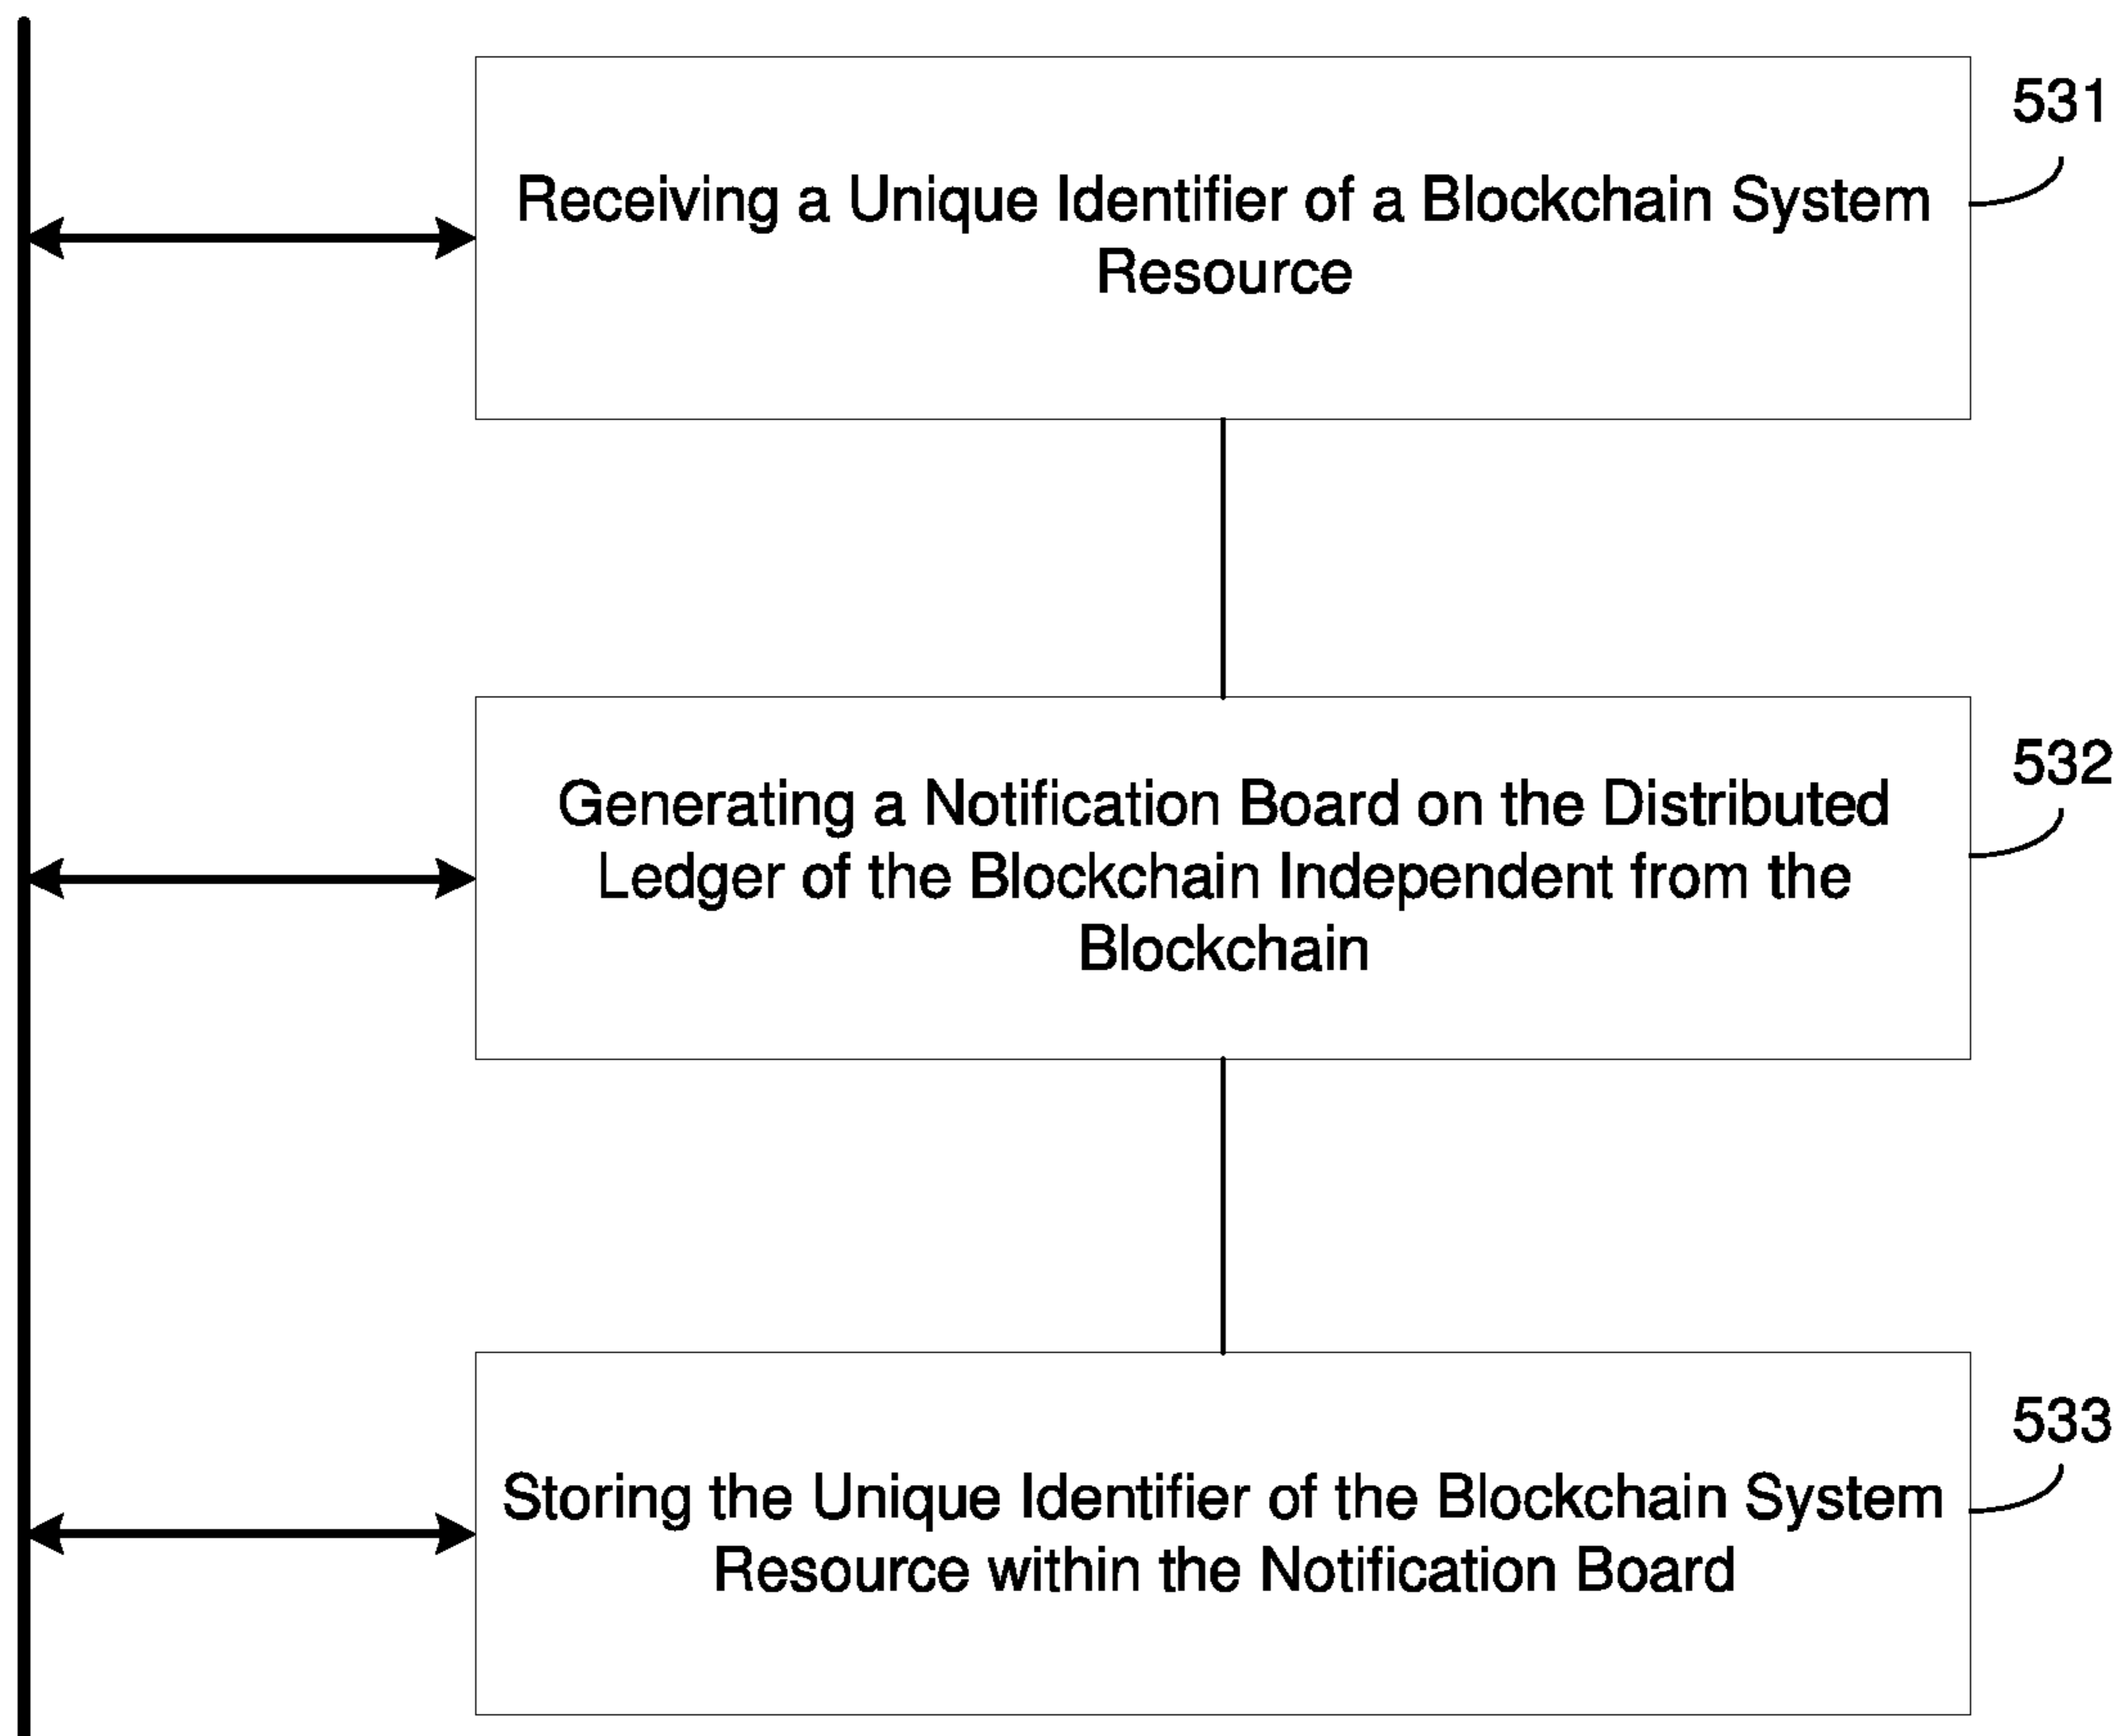 531
Receiving a Unique Identifier of a Blockchain System
Resource
532
Generating a Notification Board on the Distributed
Ledger of the Blockchain Independent from the
Blockchain
533
Storing the Unique Identifier of the Blockchain System
Resource within the Notification Board